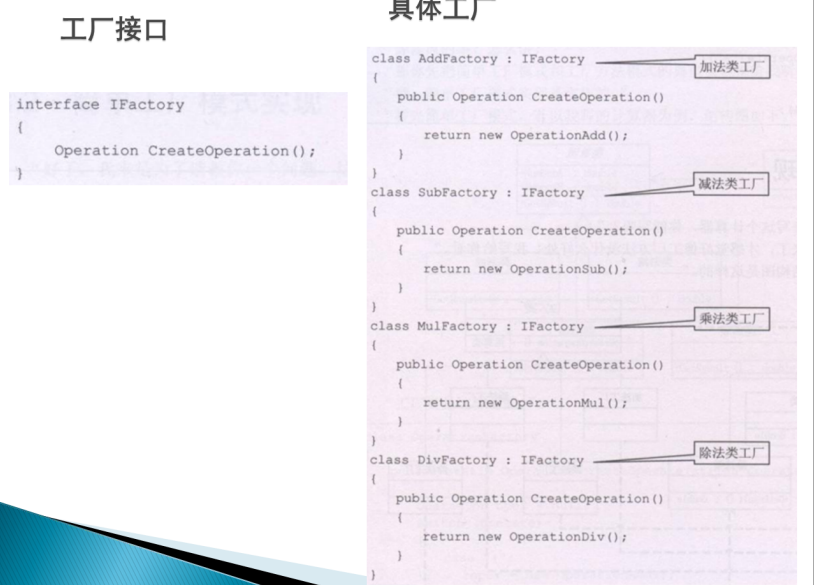 工厂接口
interface IFactory
{
Operation CreateOperation();
}
具体工厂
class AddFactory : IFactory
加法类工厂
{
public Operation CreateOperation()
{
return new OperationAdd();
}
}
class SubFactory : IFactory
减法类工厂
{
public Operation CreateOperation()
{
return new OperationSub();
}
}
class MulFactory : IFactory
乘法类工厂
{
public Operation CreateOperation()
{
return new OperationMul();
}
}
class DivFactory : IFactory
除法类工厂
{
public Operation CreateOperation()
{
return new OperationDiv();
}
}